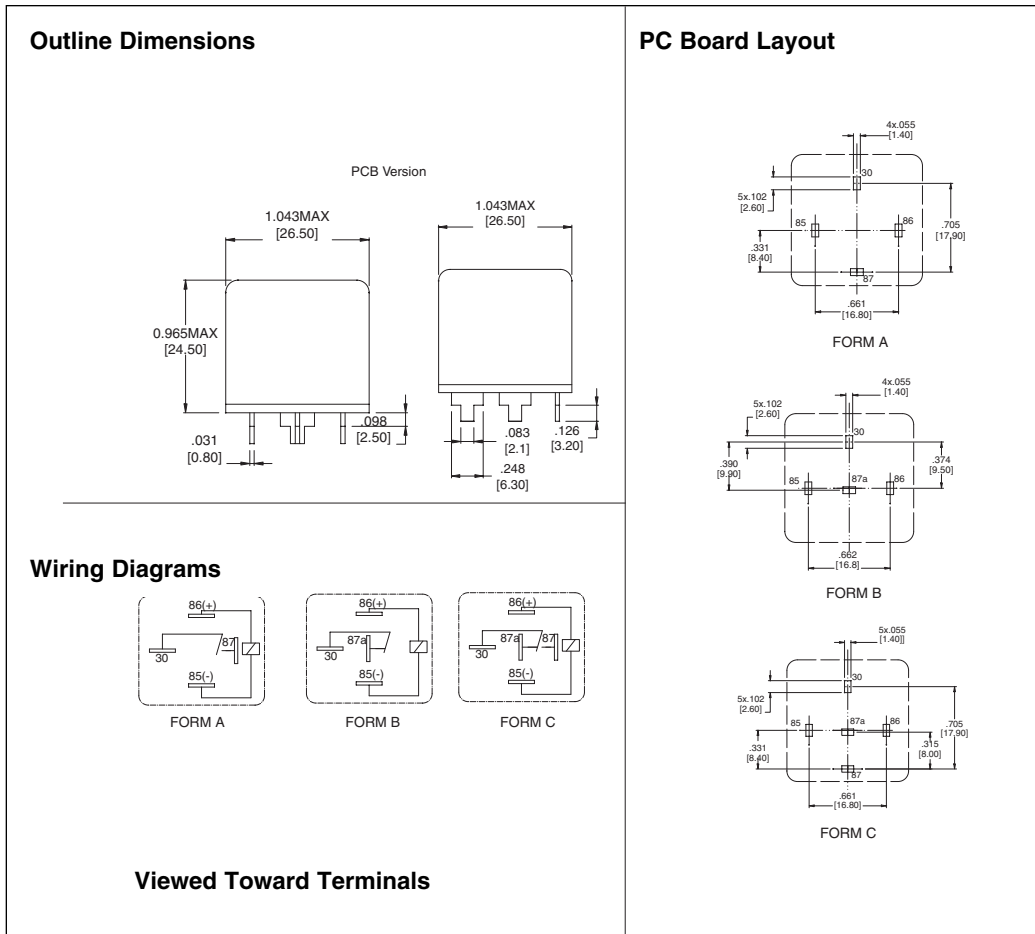 Outline Dimensions
PCB Version
1.043MAX
[26.50]
1.043MAX
[26.50]
0.965MAX
[24.50]
.031
[0.80]
.098
[2.50]
.083
[2.1]
.248
[6.30]
.126
[3.20]
Wiring Diagrams
86(+)
30
87
85(-)
FORM A
86(+)
87a
30
85(-)
FORM B
86(+)
87a
87
30
85(-)
FORM C
Viewed Toward Terminals
PC Board Layout
4x.055
[1.40]
30
5x.102
[2.60]
85
86
.705
[17.90]
.331
[8.40]
87
.661
[16.80]
FORM A
4x.055
[1.40]
5x.102
[2.60]
30
.390
[9.90]
.374
[9.50]
85
87a
86
.662
[16.8]
FORM B
5x.055
[1.40]]
30
5x.102
[2.60]
85
87a
86
.705
[17.90]
.331
[8.40]
.315
[8.00]
87
.661
[16.80]
FORM C